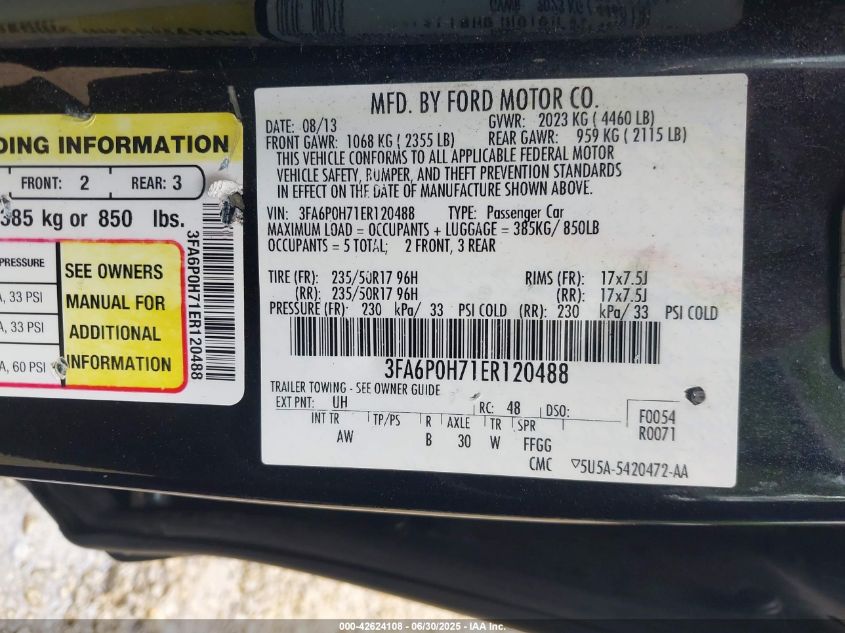 DING INFORMATION
FRONT: 2 REAR: 3
385 kg or 850 lbs.
PRESSURE
33 PSI
33 PSI
60 PSI
SEE OWNERS
MANUAL FOR
ADDITIONAL
INFORMATION
3FA6P0H71ER120488
MFD. BY FORD MOTOR CO.
DATE: 08/13 GVWR: 2023 KG ( 4460 LB)
FRONT GAWR: 1068 KG ( 2355 LB) REAR GAWR: 959 KG ( 2115 LB)
THIS VEHICLE CONFORMS TO ALL APPLICABLE FEDERAL MOTOR
VEHICLE SAFETY, BUMPER, AND THEFT PREVENTION STANDARDS
IN EFFECT ON THE DATE OF MANUFACTURE SHOWN ABOVE.
VIN: 3FA6P0H71ER120488 TYPE: Passenger Car
MAXIMUM LOAD = OCCUPANTS + LUGGAGE = 385KG/ 850LB
OCCUPANTS = 5 TOTAL; 2 FRONT, 3 REAR
TIRE (FR): 235/50R17 96H RIMS (FR): 17x7.5J
(RR): 235/50R17 96H (RR): 17x7.5J
PRESSURE (FR): 230 kPa/ 33 PSI COLD (RR): 230 kPa/ 33 PSI COLD
3FA6P0H71ER120488
TRAILER TOWING - SEE OWNER GUIDE
EXT PNT: UH RC: 48 DSO: F0054
INT TR TP/PS R AXLE TR SPR R0071
AW B 30 W FFGG
CMC ▽5U5A-5420472-AA
000-42624108 - 06/30/2025 - IAA Inc.